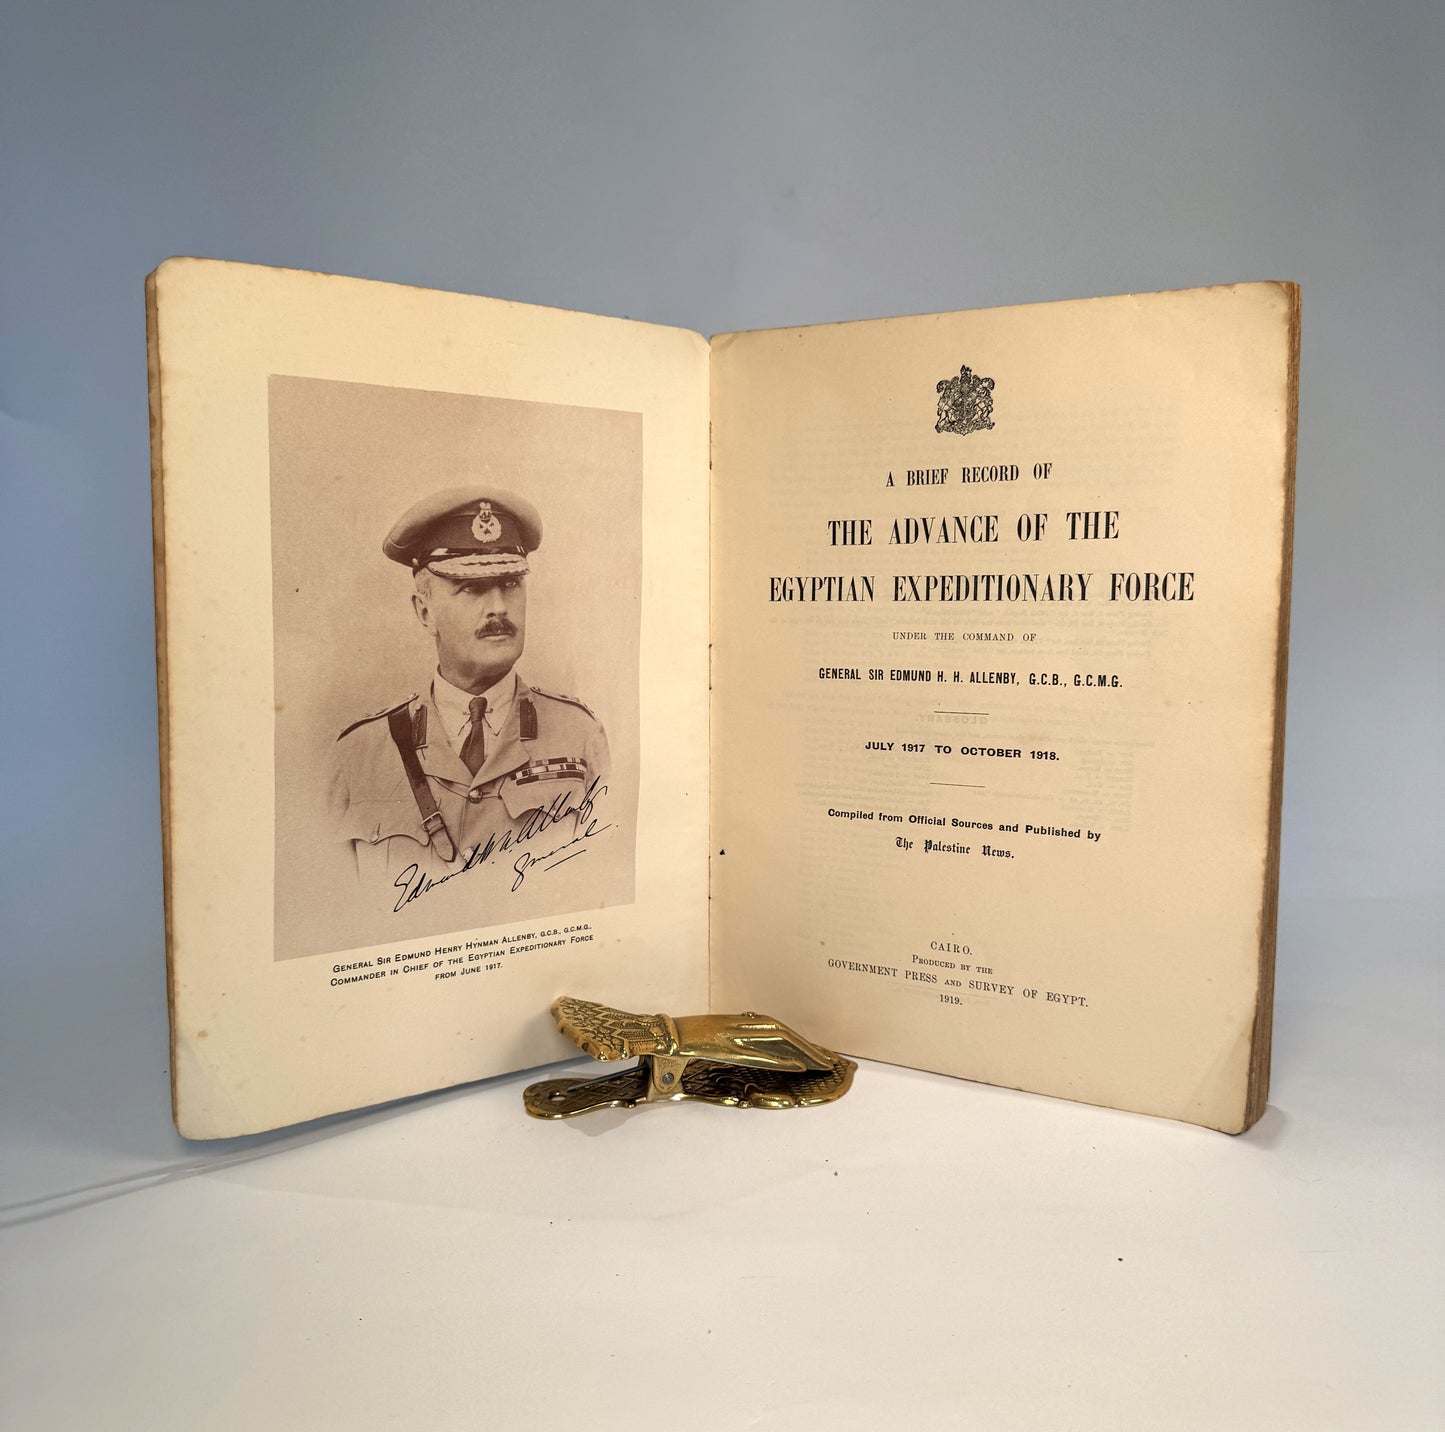 Edmund H. H. Allenby
General.
GENERAL SIR EDMUND HENRY HYNMAN ALLENBY, G.C.B., G.C.M.G.,
COMMANDER IN CHIEF OF THE EGYPTIAN EXPEDITIONARY FORCE
FROM JUNE 1917.
A BRIEF RECORD OF
THE ADVANCE OF THE
EGYPTIAN EXPEDITIONARY FORCE
UNDER THE COMMAND OF
GENERAL SIR EDMUND H. H. ALLENBY, G.C.B., G.C.M.G.
JULY 1917 TO OCTOBER 1918.
Compiled from Official Sources and Published by
The Palestine News.
CAIRO.
PRODUCED BY THE
GOVERNMENT PRESS AND SURVEY OF EGYPT.
1919.